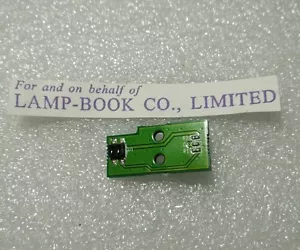 For and on behalf of
LAMP-BOOK CO., LIMITED